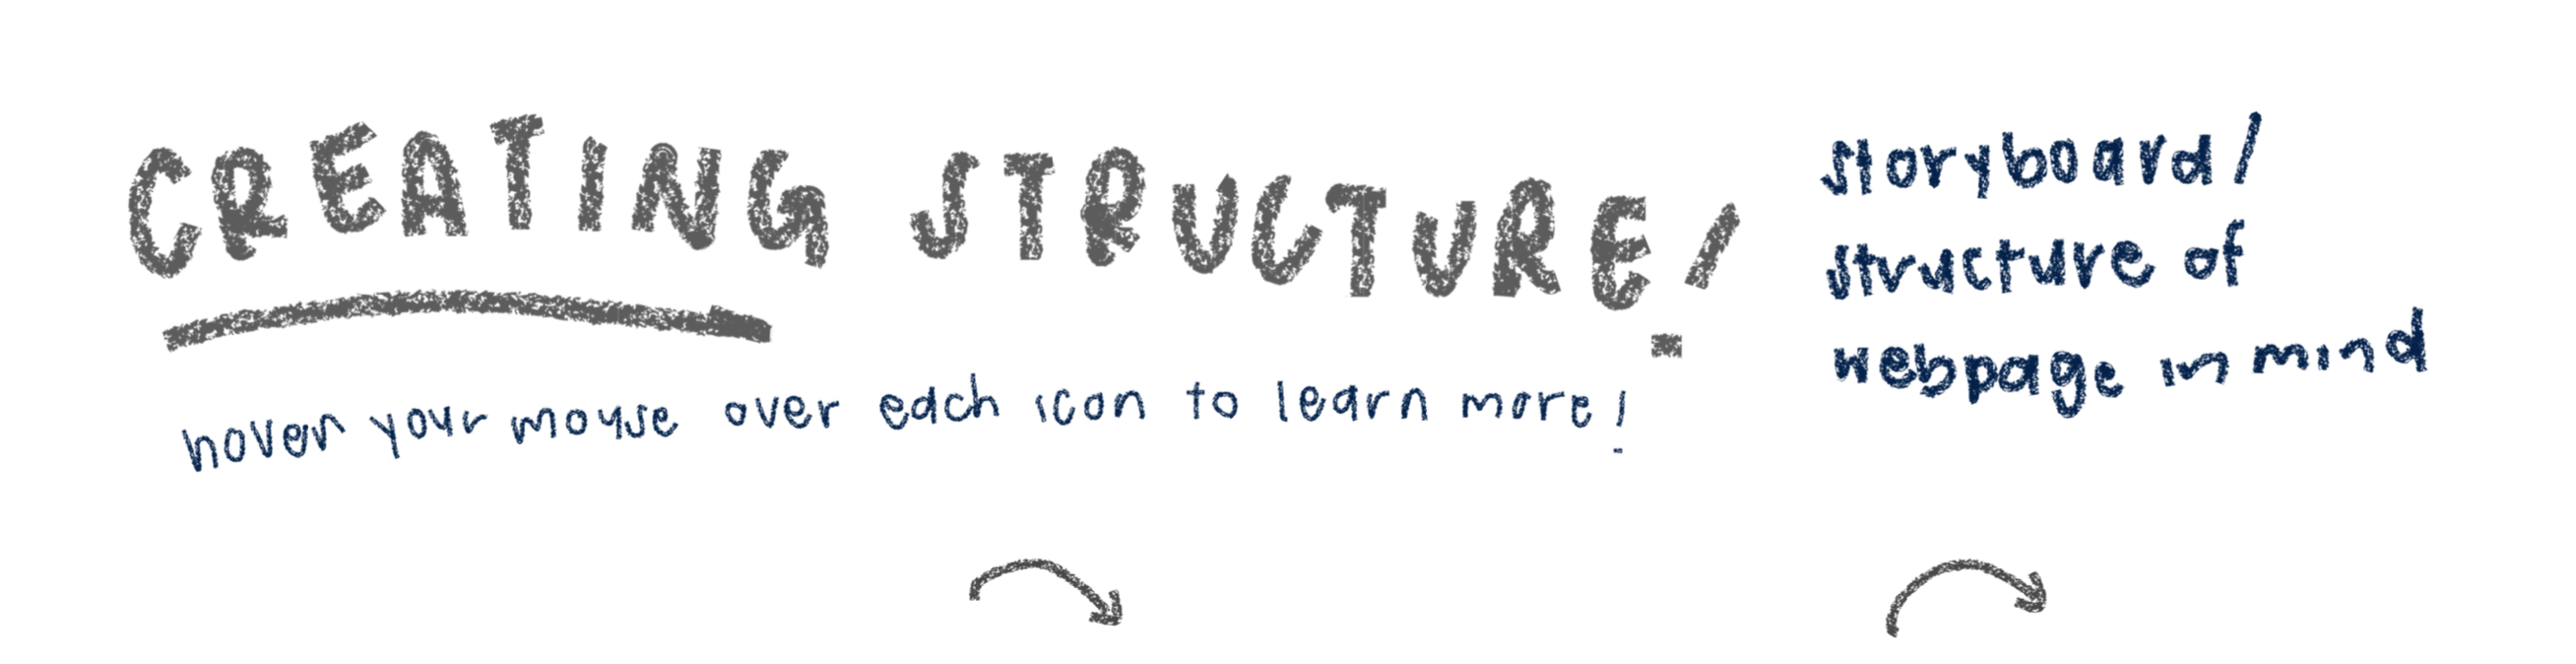 CREATING STRUCTURE!
hover your mouse over each icon to learn more!
storyboard/
structure of
webpage in mind